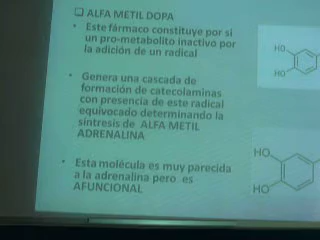 ❑ ALFA METIL DOPA
• Este fármaco constituye por si
un pro-metabolito inactivo por
la adición de un radical
HO
HO
• Genera una cascada de
formación de catecolaminas
con presencia de este radical
equivocado determinando la
sintresis de ALFA METIL
ADRENALINA
• Esta molécula es muy parecida
a la adrenalina pero es
AFUNCIONAL
HO
HO